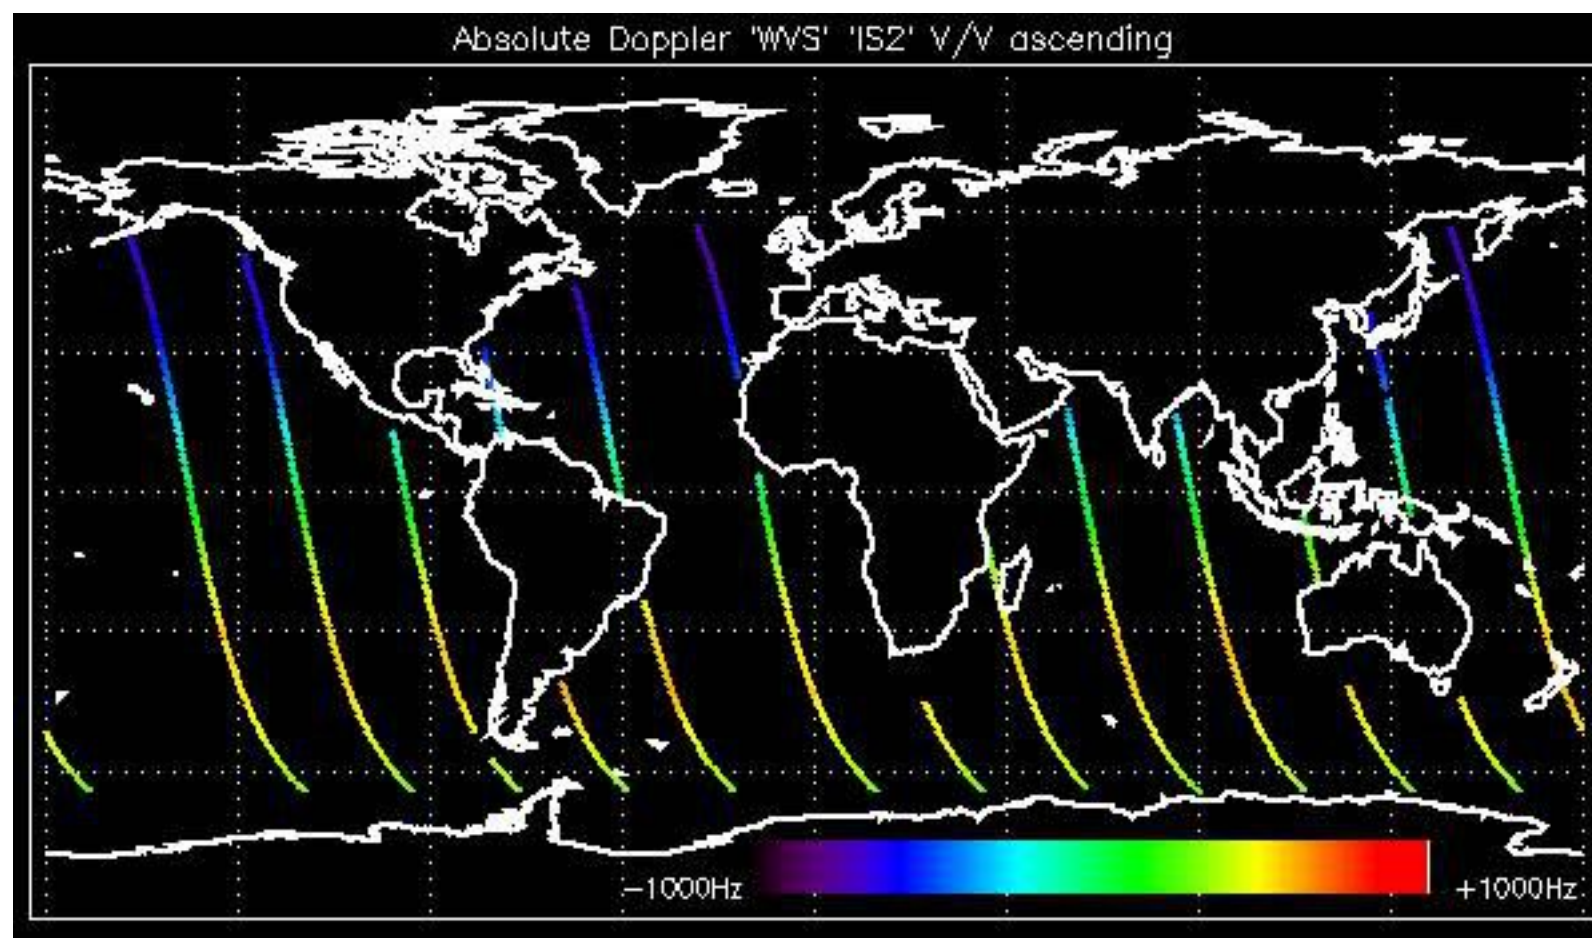 Absolute Doppler 'WVS' 'IS2' V/V ascending
−1000Hz +1000Hz